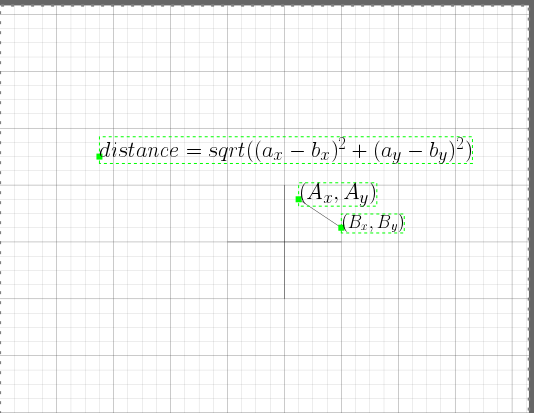 distance = sqrt((a_x − b_x)^2 + (a_y − b_y)^2)
(A_x, A_y)
(B_x, B_y)